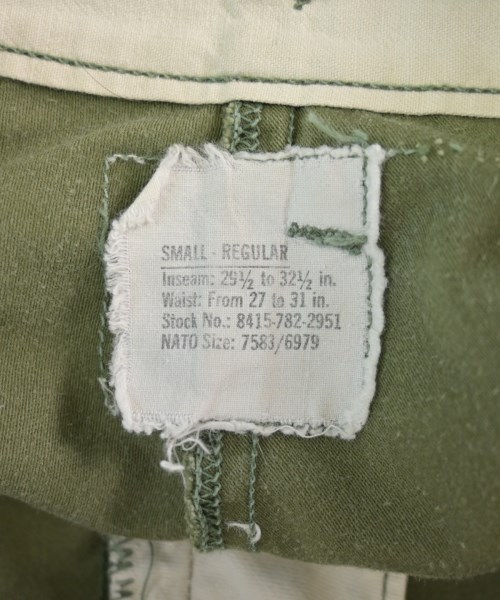 SMALL - REGULAR
Inseam: 29½ to 32½ in.
Waist: From 27 to 31 in.
Stock No.: 8415-782-2951
NATO Size: 7583/6979